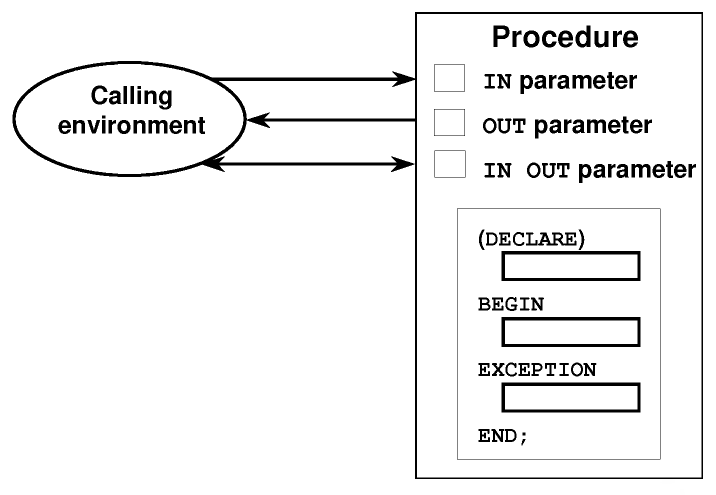 Procedure
Calling
environment
IN parameter
OUT parameter
IN OUT parameter
(DECLARE)
BEGIN
EXCEPTION
END;